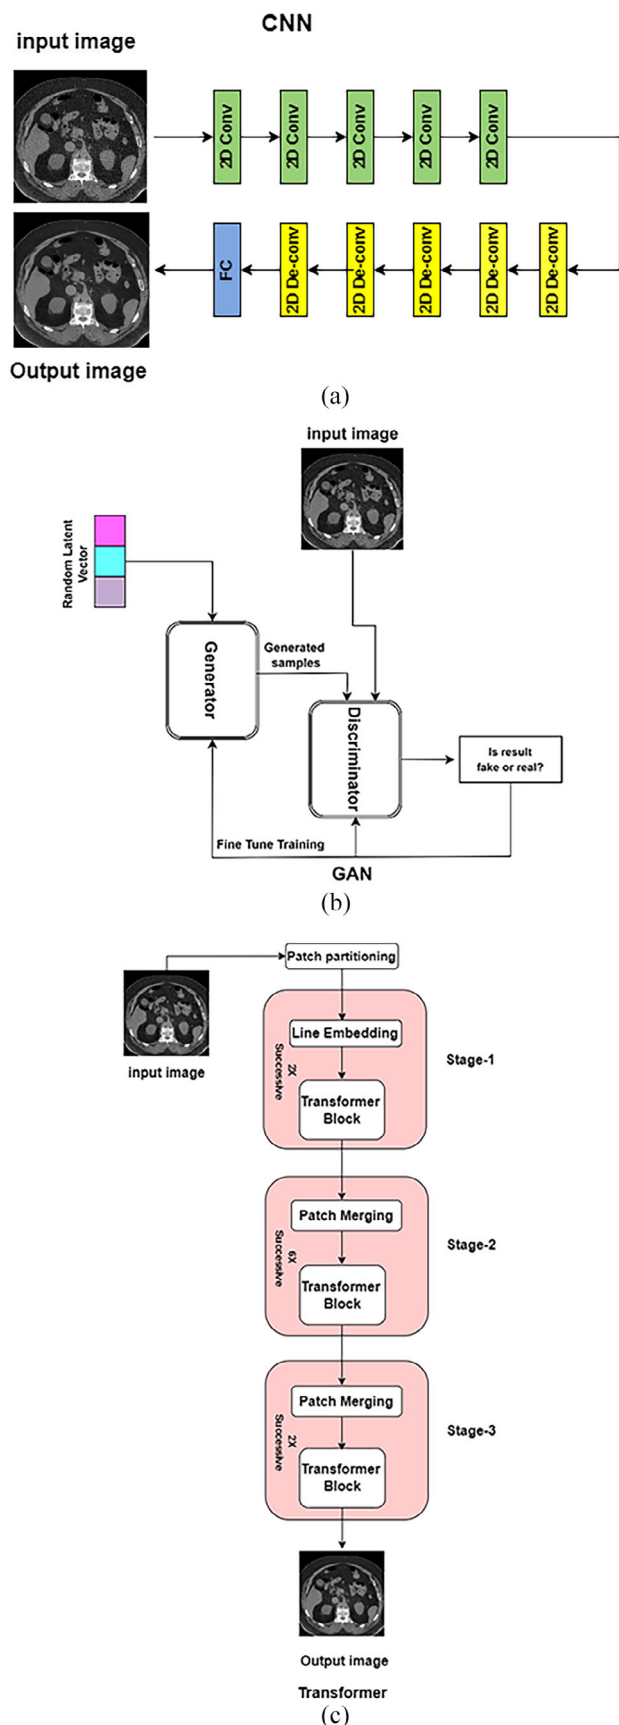 CNN
input image
2D Conv
2D Conv
2D Conv
2D Conv
2D Conv
FC
2D De-conv
2D De-conv
2D De-conv
2D De-conv
2D De-conv
Output image
(a)
input image
Random Latent
Vector
Generator
Generated
samples
Discriminator
Is result
fake or real?
Fine Tune Training
GAN
(b)
Patch partitioning
input image
Line Embedding
2X
Successive
Transformer
Block
Stage-1
Patch Merging
6X
Successive
Transformer
Block
Stage-2
Patch Merging
2X
Successive
Transformer
Block
Stage-3
Output image
Transformer
(c)